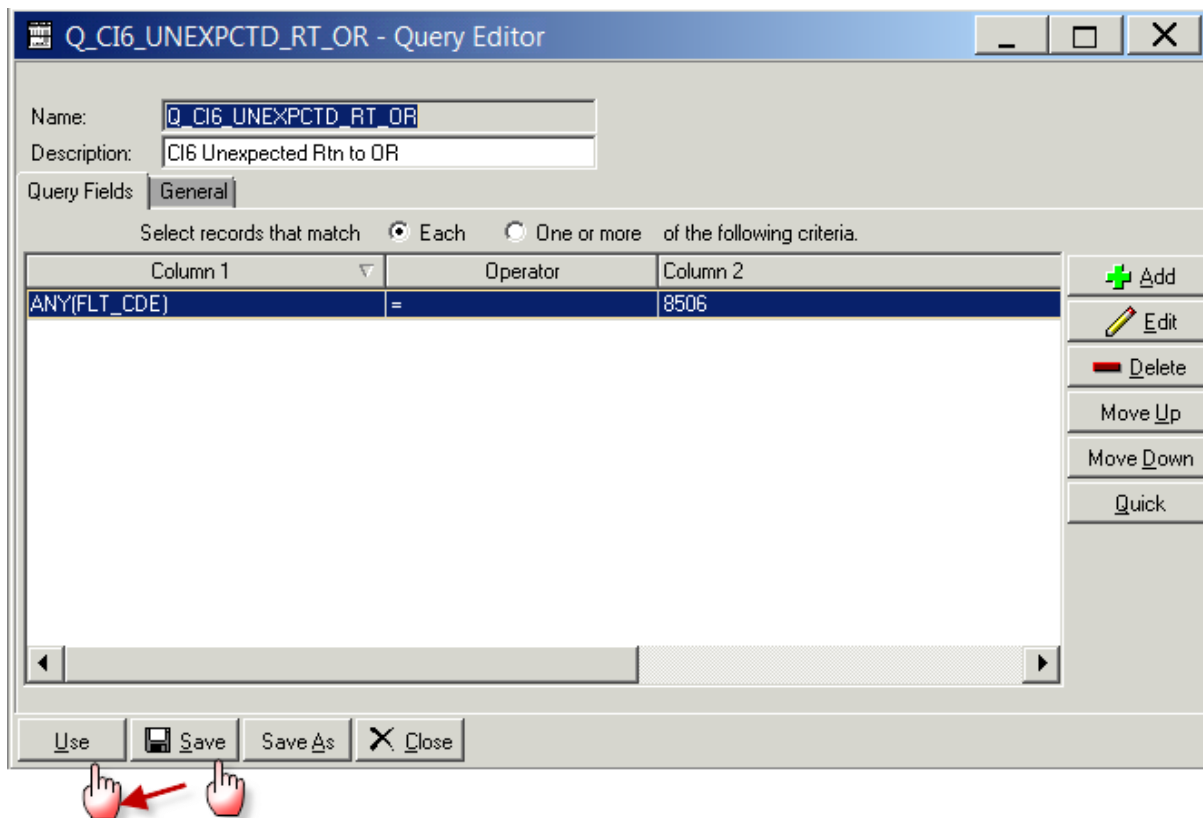 Q_CI6_UNEXPCTD_RT_OR - Query Editor
Name: Q_CI6_UNEXPCTD_RT_OR
Description: CI6 Unexpected Rtn to OR
Query Fields General
Select records that match Each One or more of the following criteria.
Column 1 Operator Column 2
ANY(FLT_CDE) = 8506
Add
Edit
Delete
Move Up
Move Down
Quick
Use Save Save As Close